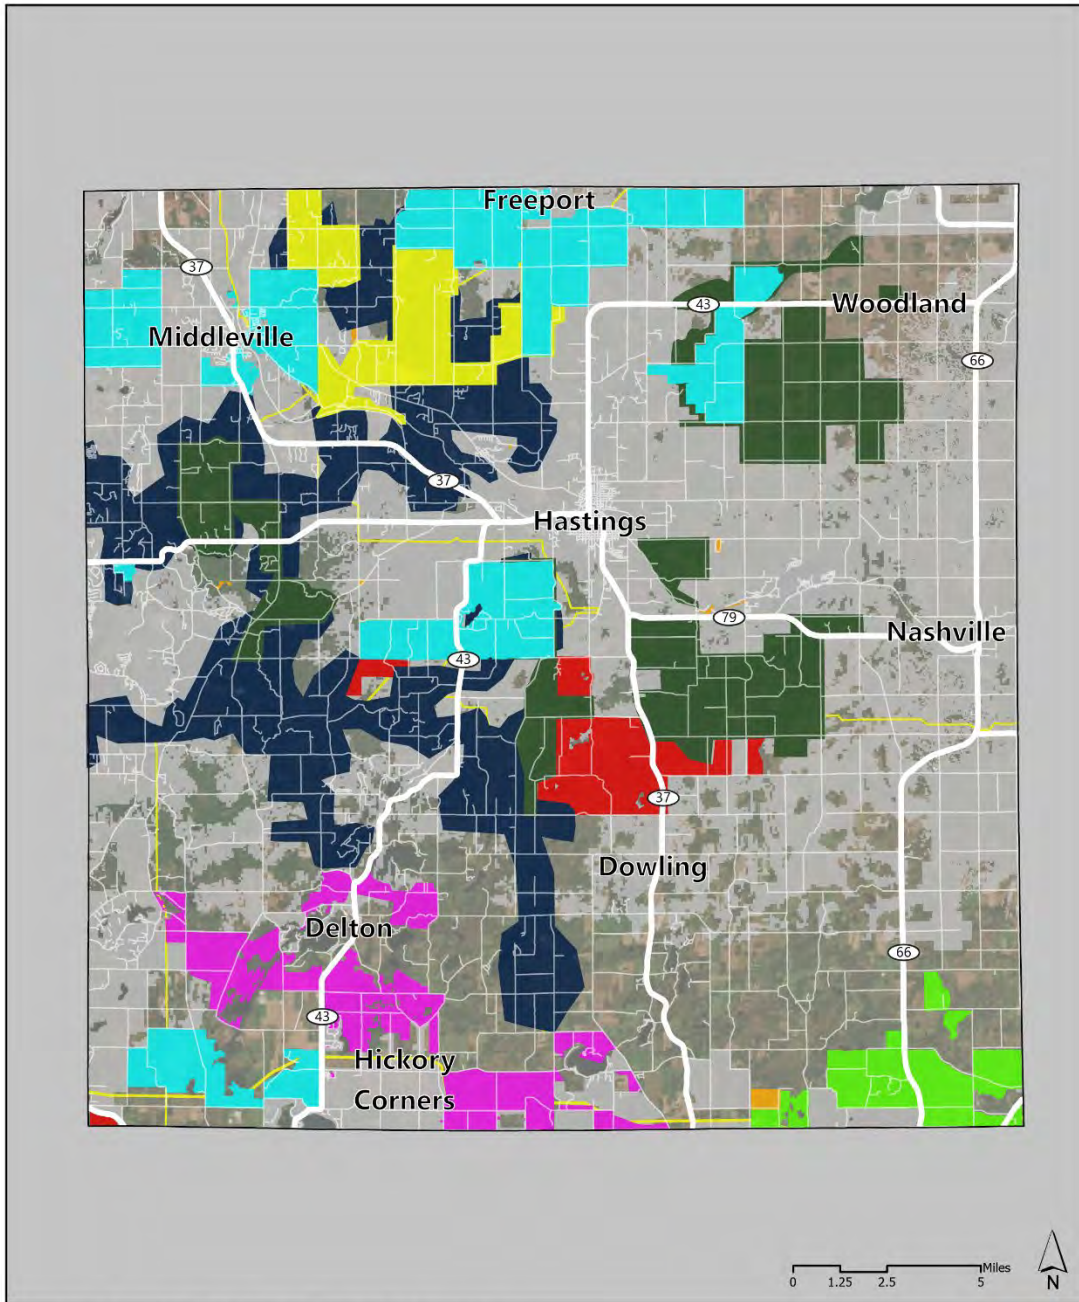 Freeport
37
43
Woodland
Middleville
66
37
Hastings
79
Nashville
43
37
Dowling
Delton
66
43
Hickory
Corners
Miles
0 1.25 2.5 5
N